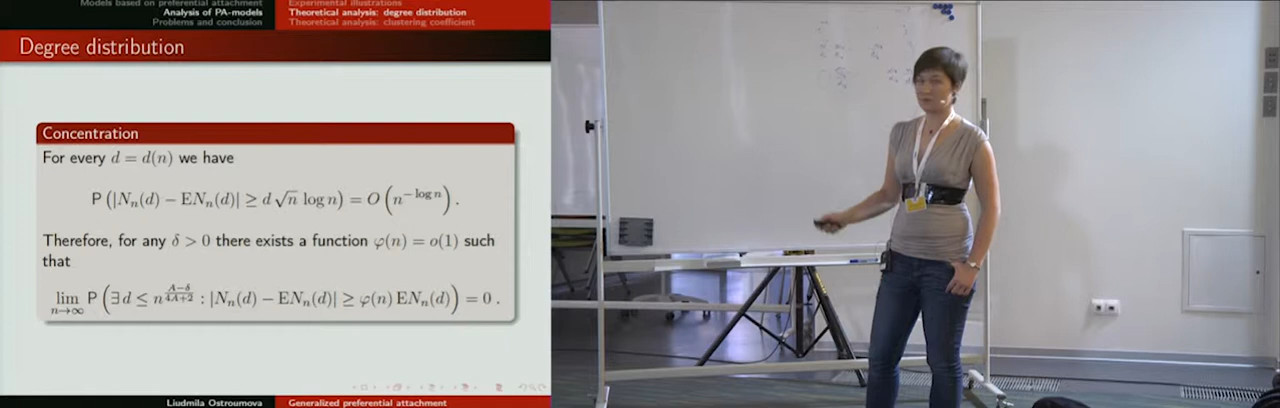 Models based on preferential attachment
Analysis of PA-models
Problems and conclusion
Experimental illustrations
Theoretical analysis: degree distribution
Theoretical analysis: clustering coefficient
Degree distribution
Concentration
For every d = d(n) we have
P (|N_n(d) − EN_n(d)| ≥ d √n log n) = O (n^{− log n}) .
Therefore, for any δ > 0 there exists a function φ(n) = o(1) such
that
lim_{n→∞} P (∃ d ≤ n^{\frac{A−δ}{4A+2}} : |N_n(d) − EN_n(d)| ≥ φ(n) EN_n(d)) = 0 .
Liudmila Ostroumova
Generalized preferential attachment